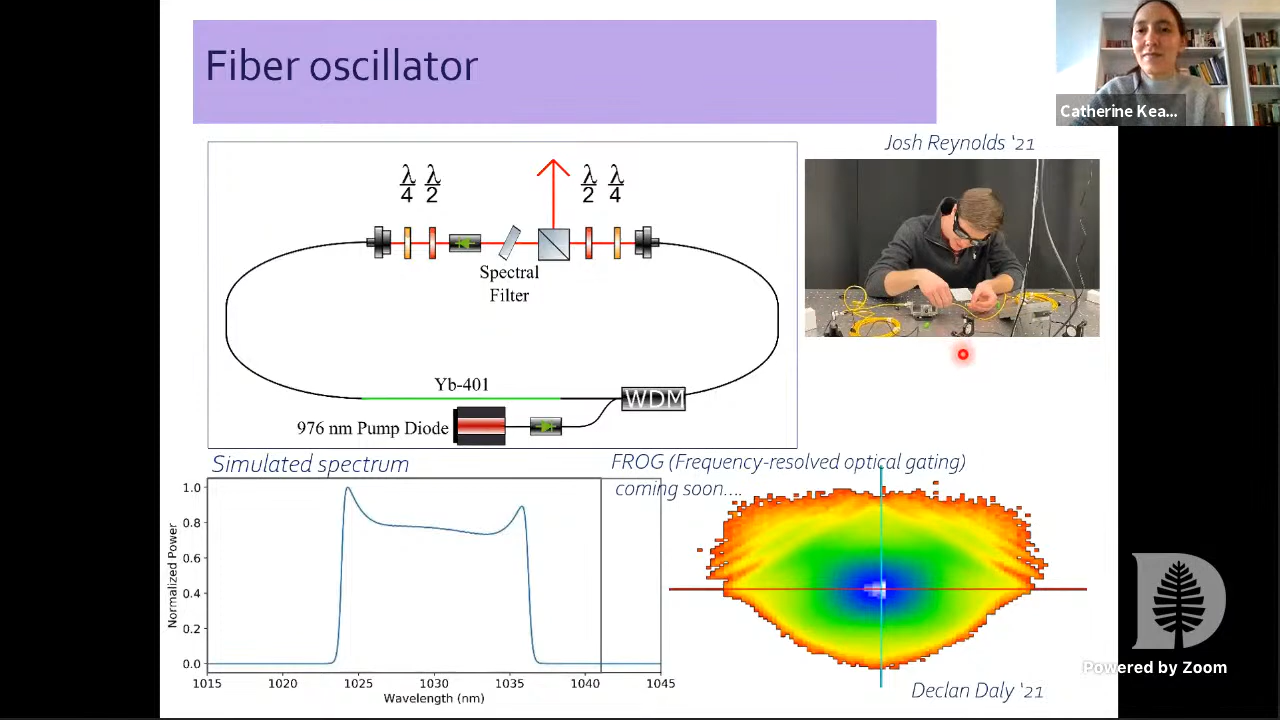 Fiber oscillator
Catherine Kea...
Josh Reynolds '21
λ/4 λ/2 λ/2 λ/4
Spectral
Filter
Yb-401
WDM
976 nm Pump Diode
Simulated spectrum
FROG (Frequency-resolved optical gating)
coming soon....
Normalized Power
1.0
0.8
0.6
0.4
0.2
0.0
1015 1020 1025 1030 1035 1040 1045
Wavelength (nm)
Declan Daly '21
D
Powered by Zoom